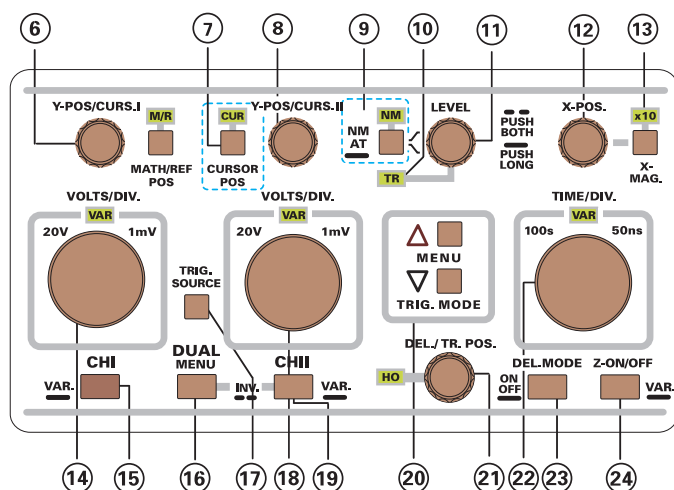 6 7 8 9 10 11 12 13
Y-POS/CURS.I
M/R
MATH/REF
POS
CUR
CURSOR
POS
Y-POS/CURS.II
NM
AT
NM
TR
LEVEL
PUSH
BOTH
PUSH
LONG
X-POS.
x10
X-
MAG.
VOLTS/DIV.
VAR
20V 1mV
TRIG.
SOURCE
VOLTS/DIV.
VAR
20V 1mV
MENU
TRIG. MODE
TIME/DIV.
VAR
100s 50ns
CHI
VAR.
DUAL
MENU
INV.
CHII
VAR.
DEL./ TR. POS.
HO
ON
OFF
DEL.MODE
Z-ON/OFF
VAR.
14 15 16 17 18 19 20 21 22 23 24